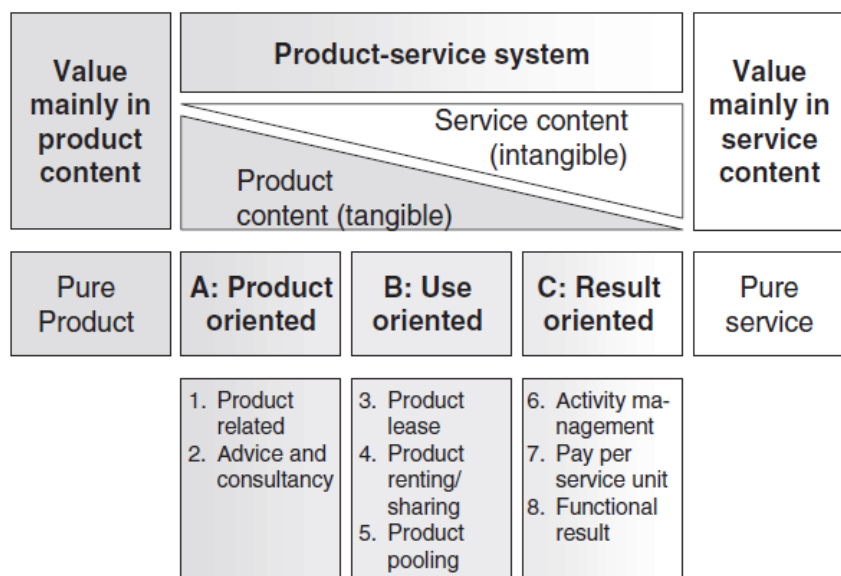 Value
mainly in
product
content
Product-service system
Service content
(intangible)
Product
content (tangible)
Value
mainly in
service
content
Pure
Product
A: Product
oriented
B: Use
oriented
C: Result
oriented
Pure
service
1. Product
related
2. Advice and
consultancy
3. Product
lease
4. Product
renting/
sharing
5. Product
pooling
6. Activity ma-
nagement
7. Pay per
service unit
8. Functional
result